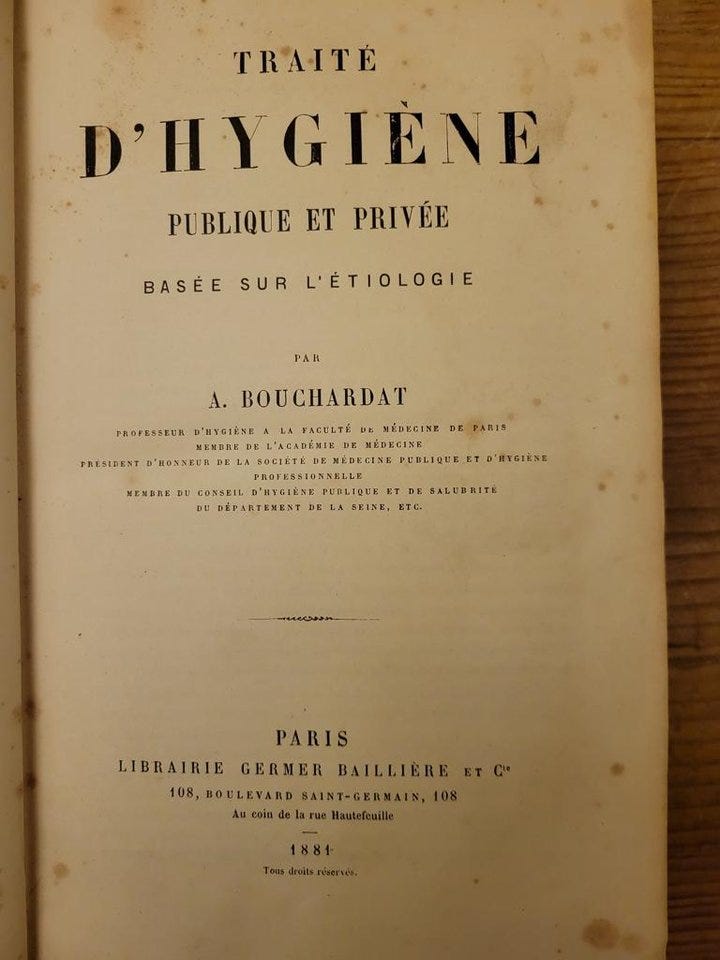 TRAITÉ
D'HYGIÈNE
PUBLIQUE ET PRIVÉE
BASÉE SUR L'ÉTIOLOGIE
PAR
A. BOUCHARDAT
PROFESSEUR D'HYGIÈNE A LA FACULTÉ DE MÉDECINE DE PARIS
MEMBRE DE L'ACADÉMIE DE MÉDECINE
PRÉSIDENT D'HONNEUR DE LA SOCIÉTÉ DE MÉDECINE PUBLIQUE ET D'HYGIÈNE
PROFESSIONNELLE
MEMBRE DU CONSEIL D'HYGIÈNE PUBLIQUE ET DE SALUBRITÉ
DU DÉPARTEMENT DE LA SEINE, ETC.
PARIS
LIBRAIRIE GERMER BAILLIÈRE ET Cie
108, BOULEVARD SAINT-GERMAIN, 108
Au coin de la rue Hautefeuille
1881
Tous droits réservés.